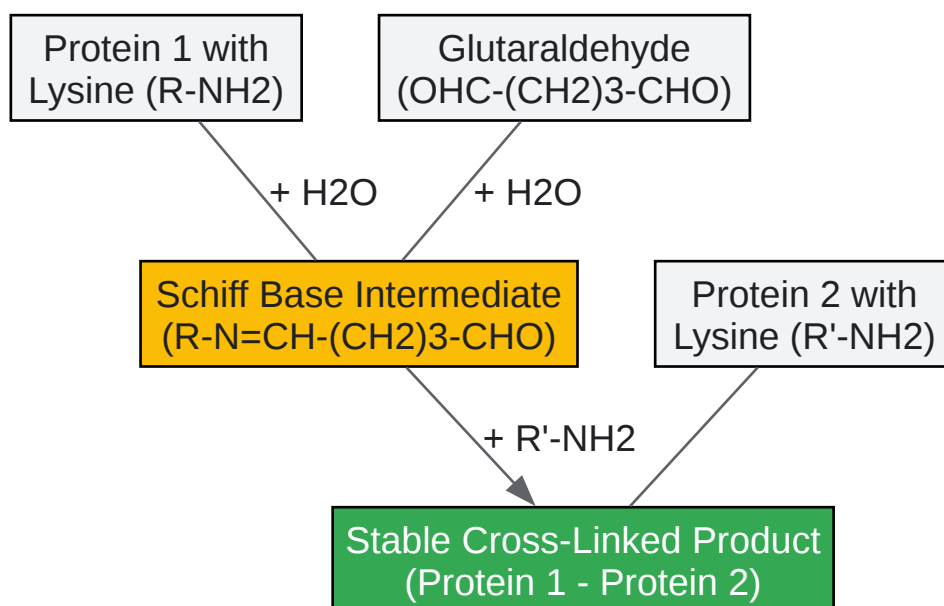 Protein 1 with
Lysine (R-NH2)
Glutaraldehyde
(OHC-(CH2)3-CHO)
+ H2O
+ H2O
Schiff Base Intermediate
(R-N=CH-(CH2)3-CHO)
Protein 2 with
Lysine (R'-NH2)
+ R'-NH2
Stable Cross-Linked Product
(Protein 1 - Protein 2)